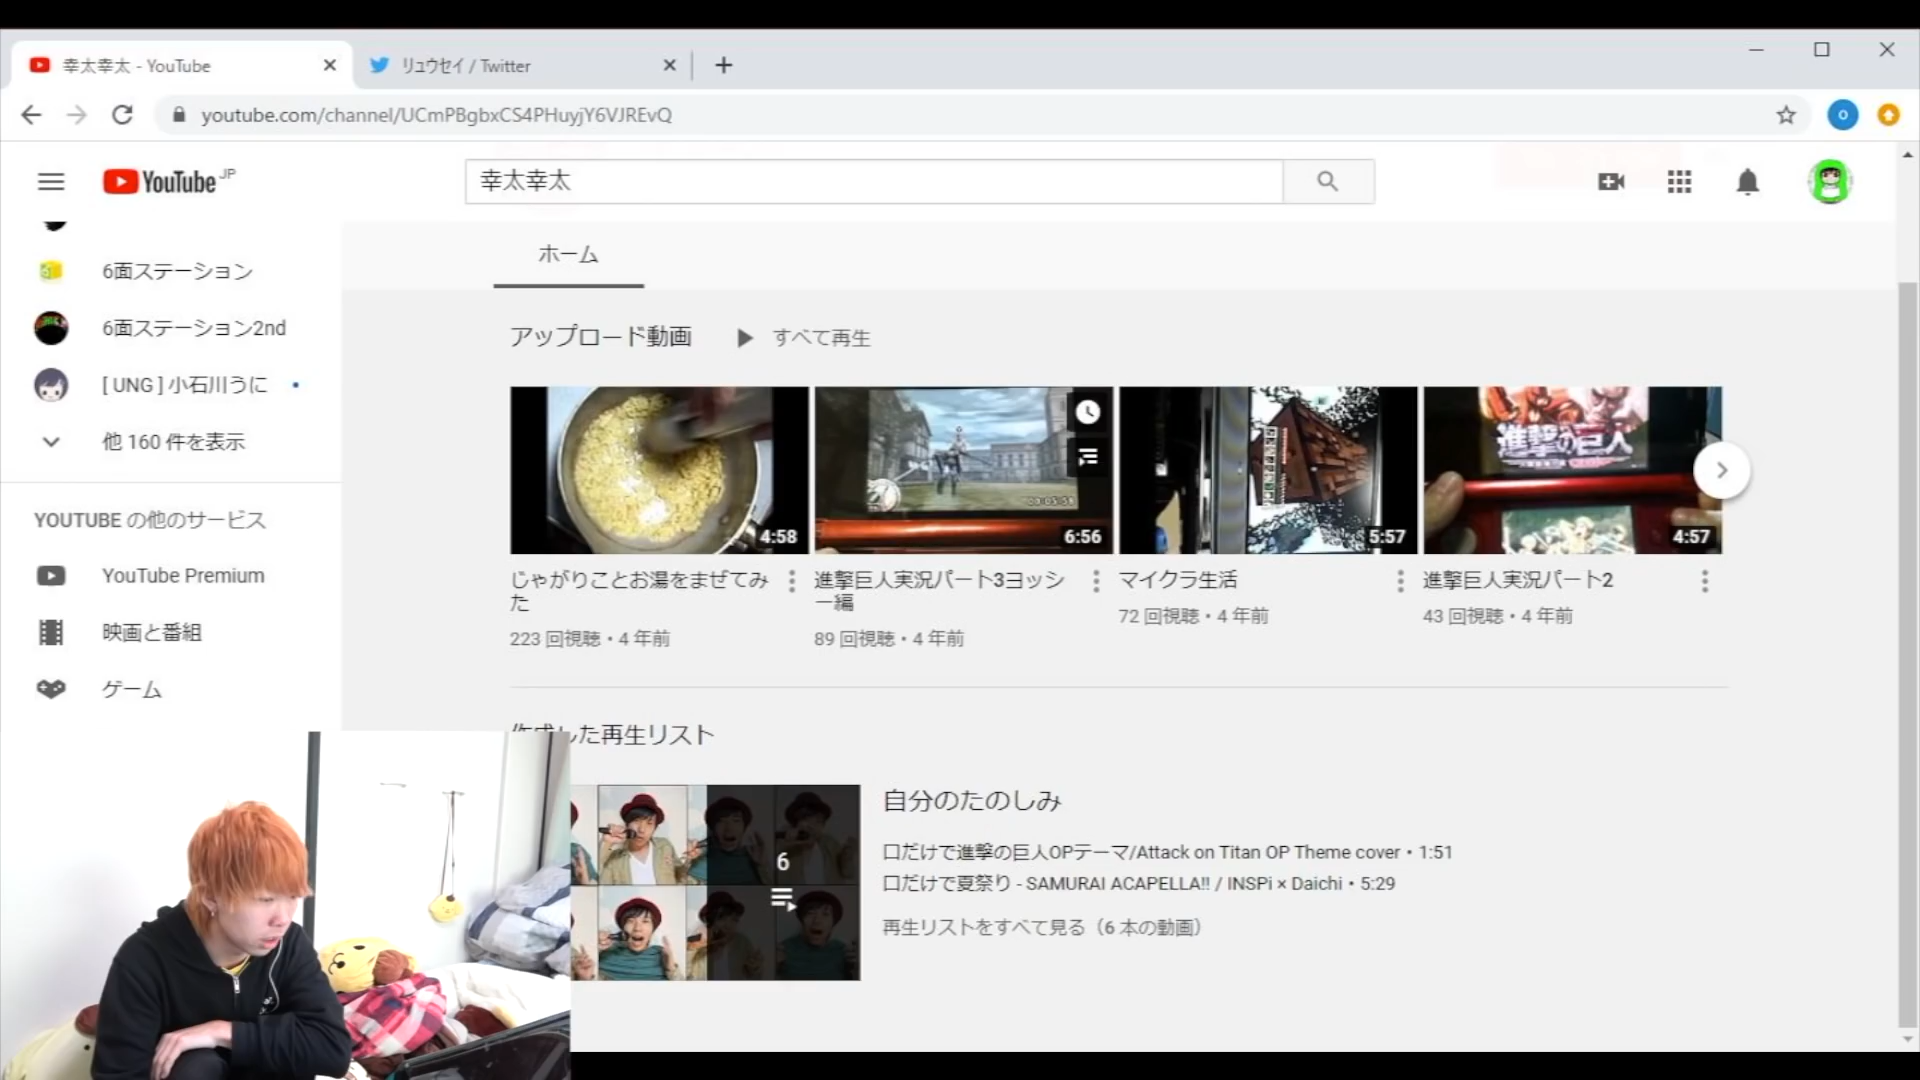 幸太幸太 - YouTube
リュウセイ / Twitter
youtube.com/channel/UCmPBgbxCS4PHuyjY6VJREvQ
YouTube JP
幸太幸太
6面ステーション
6面ステーション2nd
[ UNG ] 小石川うに
他 160 件を表示
YOUTUBE の他のサービス
YouTube Premium
映画と番組
ゲーム
ホーム
アップロード動画
すべて再生
4:58
じゃがりことお湯をまぜてみ
た
223 回視聴・4 年前
6:56
進撃巨人実況パート3ヨッシ
ー編
89 回視聴・4 年前
5:57
マイクラ生活
72 回視聴・4 年前
進撃の巨人
4:57
進撃巨人実況パート2
43 回視聴・4 年前
作成した再生リスト
6
自分のたのしみ
口だけで進撃の巨人OPテーマ/Attack on Titan OP Theme cover・1:51
口だけで夏祭り - SAMURAI ACAPELLA!! / INSPi × Daichi・5:29
再生リストをすべて見る（6 本の動画）